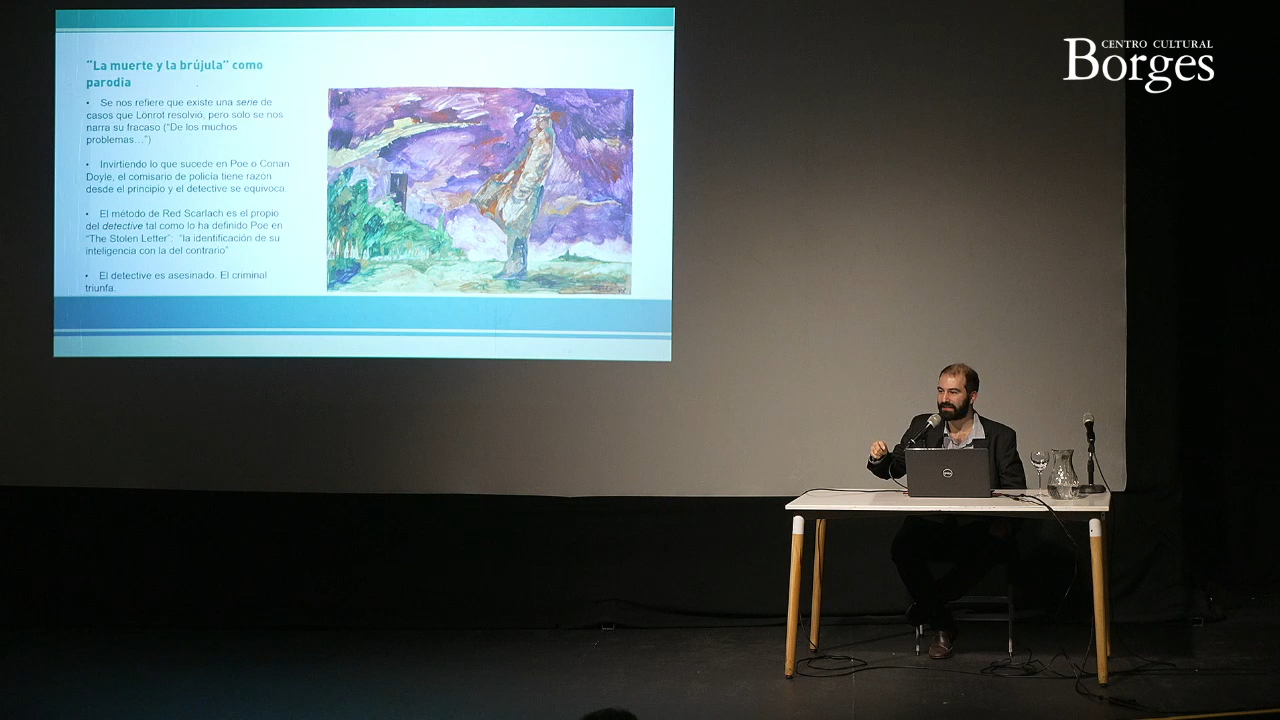 "La muerte y la brújula" como
parodia
• Se nos refiere que existe una serie de
casos que Lönrot resolvió, pero solo se nos
narra su fracaso ("De los muchos
problemas…")
• Invirtiendo lo que sucede en Poe o Conan
Doyle, el comisario de policía tiene razón
desde el principio y el detective se equivoca.
• El método de Red Scarlach es el propio
del detective tal como lo ha definido Poe en
"The Stolen Letter": "la identificación de su
inteligencia con la del contrario"
• El detective es asesinado. El criminal
triunfa.
CENTRO CULTURAL
Borges
DELL